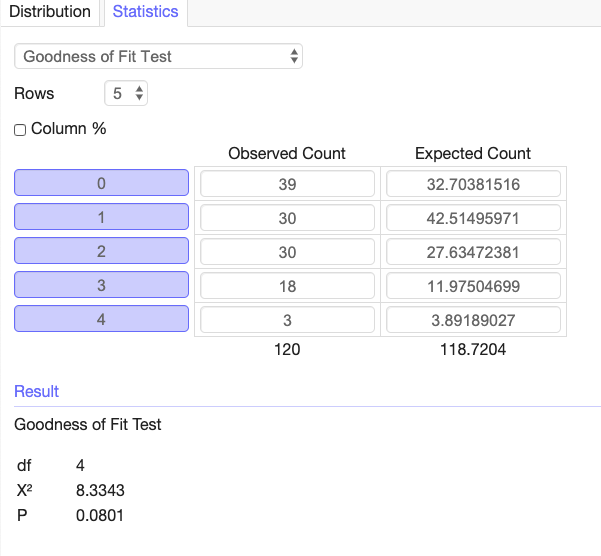 Distribution Statistics
Goodness of Fit Test
Rows 5
Column %
Observed Count Expected Count
0 39 32.70381516
1 30 42.51495971
2 30 27.63472381
3 18 11.97504699
4 3 3.89189027
120 118.7204
Result
Goodness of Fit Test
df 4
X² 8.3343
P 0.0801